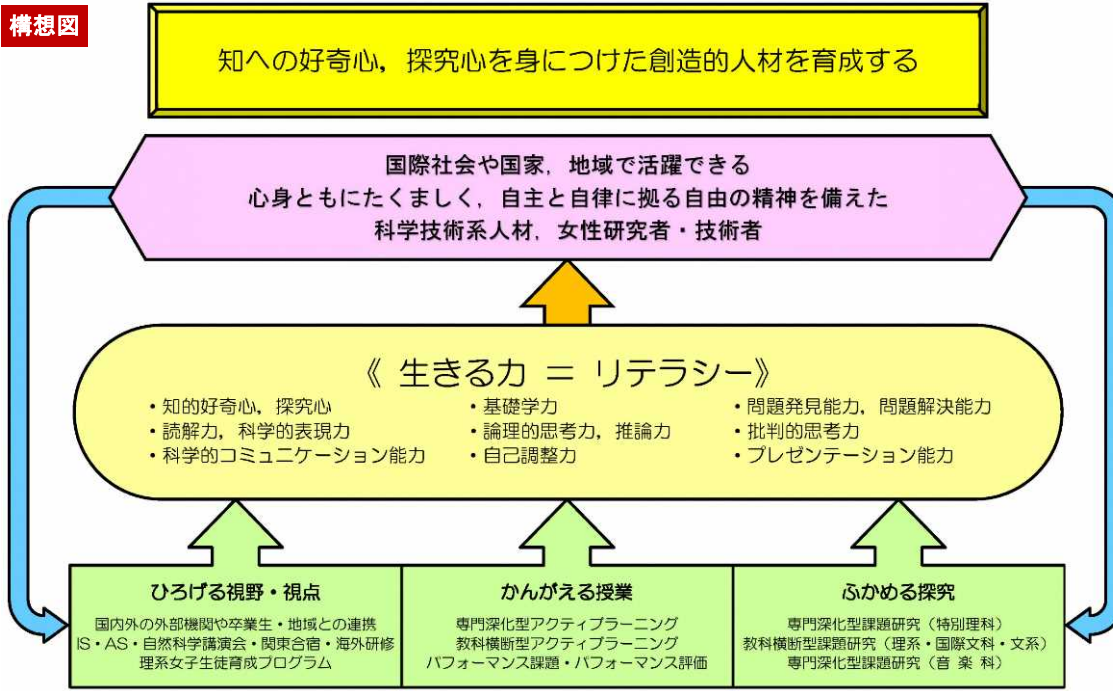 構想図
知への好奇心，探究心を身につけた創造的人材を育成する
国際社会や国家，地域で活躍できる
心身ともにたくましく，自主と自律に拠る自由の精神を備えた
科学技術系人材，女性研究者・技術者
《 生きる力 ＝ リテラシー》
・知的好奇心，探究心
・読解力，科学的表現力
・科学的コミュニケーション能力
・基礎学力
・論理的思考力，推論力
・自己調整力
・問題発見能力，問題解決能力
・批判的思考力
・プレゼンテーション能力
ひろげる視野・視点
国内外の外部機関や卒業生・地域との連携
IS・AS・自然科学講演会・関東合宿・海外研修
理系女子生徒育成プログラム
かんがえる授業
専門深化型アクティブラーニング
教科横断型アクティブラーニング
パフォーマンス課題・パフォーマンス評価
ふかめる探究
専門深化型課題研究（特別理科）
教科横断型課題研究（理系・国際文科・文系）
専門深化型課題研究（音 楽 科）